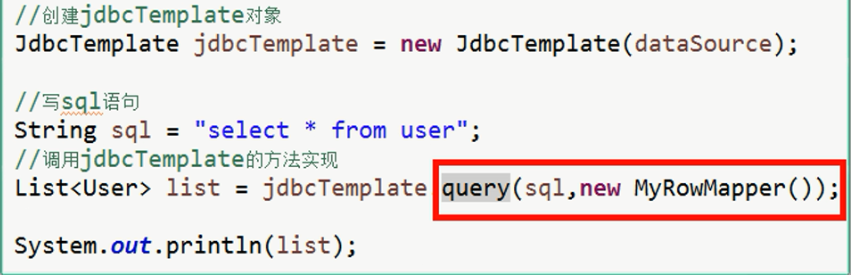 //创建jdbcTemplate对象
JdbcTemplate jdbcTemplate = new JdbcTemplate(dataSource);
//写sql语句
String sql = "select * from user";
//调用jdbcTemplate的方法实现
List<User> list = jdbcTemplate query(sql,new MyRowMapper());
System.out.println(list);